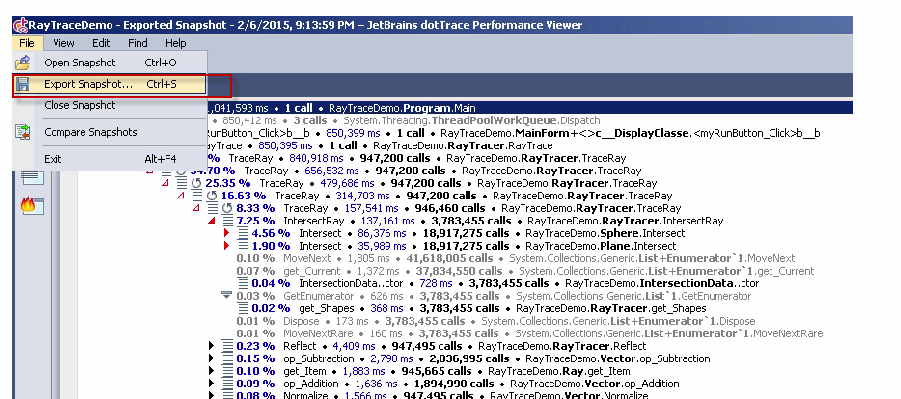 RayTraceDemo - Exported Snapshot - 2/6/2015, 9:13:59 PM – JetBrains dotTrace Performance Viewer
File View Edit Find Help
Open Snapshot Ctrl+O
Export Snapshot... Ctrl+S
Close Snapshot
Compare Snapshots
Exit Alt+F4
,041,593 ms • 1 call • RayTraceDemo.Program.Main
• 850,412 ms • 3 calls • System.Threading.ThreadPoolWorkQueue.Dispatch
RunButton_Click>b__b • 850,399 ms • 1 call • RayTraceDemo.MainForm+<>c__DisplayClasse.<myRunButton_Click>b__b
ayTrace • 850,395 ms • 1 call • RayTraceDemo.RayTracer.RayTrace
% TraceRay • 840,918 ms • 947,200 calls • RayTraceDemo.RayTracer.TraceRay
34.70 % TraceRay • 656,532 ms • 947,200 calls • RayTraceDemo.RayTracer.TraceRay
25.35 % TraceRay • 479,686 ms • 947,200 calls • RayTraceDemo.RayTracer.TraceRay
16.63 % TraceRay • 314,703 ms • 947,200 calls • RayTraceDemo.RayTracer.TraceRay
8.33 % TraceRay • 157,541 ms • 946,460 calls • RayTraceDemo.RayTracer.TraceRay
7.25 % IntersectRay • 137,161 ms • 3,783,455 calls • RayTraceDemo.RayTracer.IntersectRay
4.56 % Intersect • 86,376 ms • 18,917,275 calls • RayTraceDemo.Sphere.Intersect
1.90 % Intersect • 35,989 ms • 18,917,275 calls • RayTraceDemo.Plane.Intersect
0.10 % MoveNext • 1,305 ms • 41,618,005 calls • System.Collections.Generic.List+Enumerator`1.MoveNext
0.07 % get_Current • 1,372 ms • 37,834,550 calls • System.Collections.Generic.List+Enumerator`1.get_Current
0.04 % IntersectionData..ctor • 728 ms • 3,783,455 calls • RayTraceDemo.IntersectionData..ctor
0.03 % GetEnumerator • 626 ms • 3,783,455 calls • System.Collections.Generic.List`1.GetEnumerator
0.02 % get_Shapes • 368 ms • 3,783,455 calls • RayTraceDemo.RayTracer.get_Shapes
0.01 % Dispose • 173 ms • 3,783,455 calls • System.Collections.Generic.List+Enumerator`1.Dispose
0.01 % MoveNextRare • 160 ms • 3,783,455 calls • System.Collections.Generic.List+Enumerator`1.MoveNextRare
0.23 % Reflect • 4,409 ms • 947,495 calls • RayTraceDemo.RayTracer.Reflect
0.15 % op_Subtraction • 2,790 ms • 2,036,995 calls • RayTraceDemo.Vector.op_Subtraction
0.10 % get_Item • 1,883 ms • 945,665 calls • RayTraceDemo.Ray.get_Item
0.09 % op_Addition • 1,636 ms • 1,894,990 calls • RayTraceDemo.Vector.op_Addition
0.08 % Normalize • 1,566 ms • 947,495 calls • RayTraceDemo.Vector.Normalize